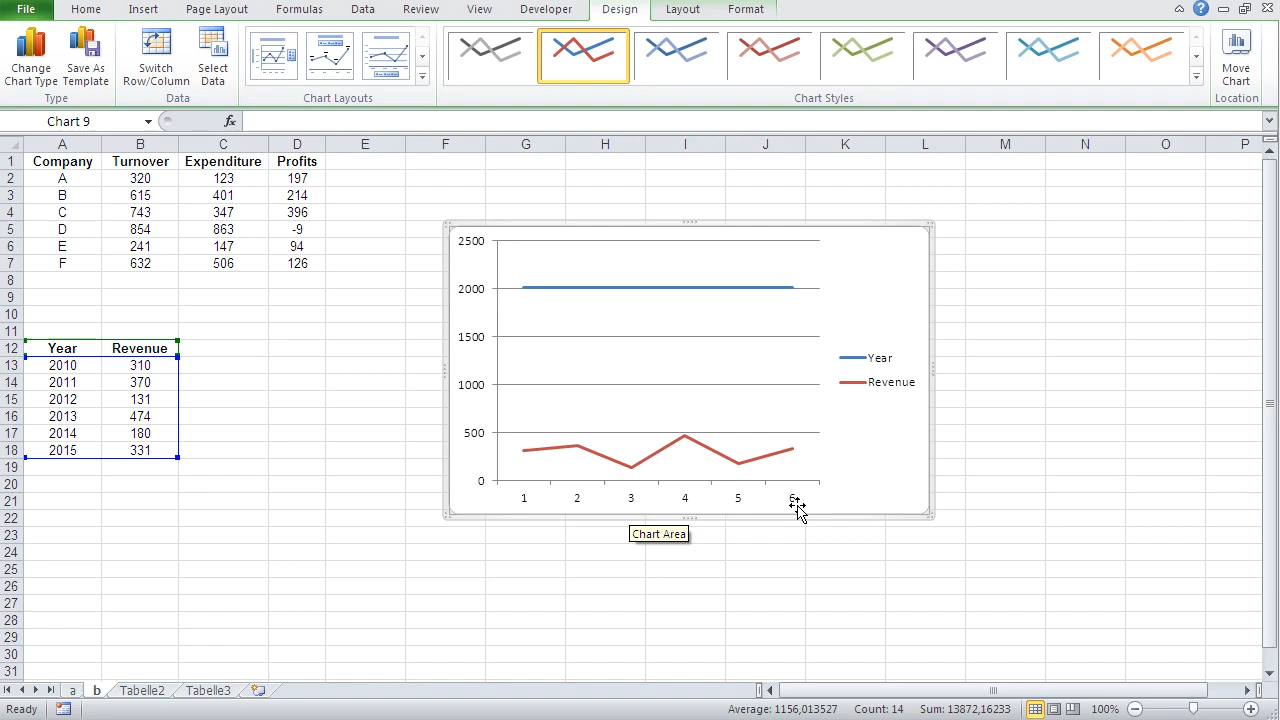 File Home Insert Page Layout Formulas Data Review View Developer Design Layout Format
Change Chart Type Save As Template Switch Row/Column Select Data Move Chart
Type Data Chart Layouts Chart Styles Location
Chart 9 fx
A B C D E F G H I J K L M N O P
1 Company Turnover Expenditure Profits
2 A 320 123 197
3 B 615 401 214
4 C 743 347 396
5 D 854 863 -9
6 E 241 147 94
7 F 632 506 126
8
9
10
11
12 Year Revenue
13 2010 310
14 2011 370
15 2012 131
16 2013 474
17 2014 180
18 2015 331
19
20
21
22
23
24
25
26
27
28
29
30
31
2500
2000
1500
1000
500
0
1 2 3 4 5 6
Year
Revenue
Chart Area
a b Tabelle2 Tabelle3
Ready Average: 1156,013527 Count: 14 Sum: 13872,16233 100%